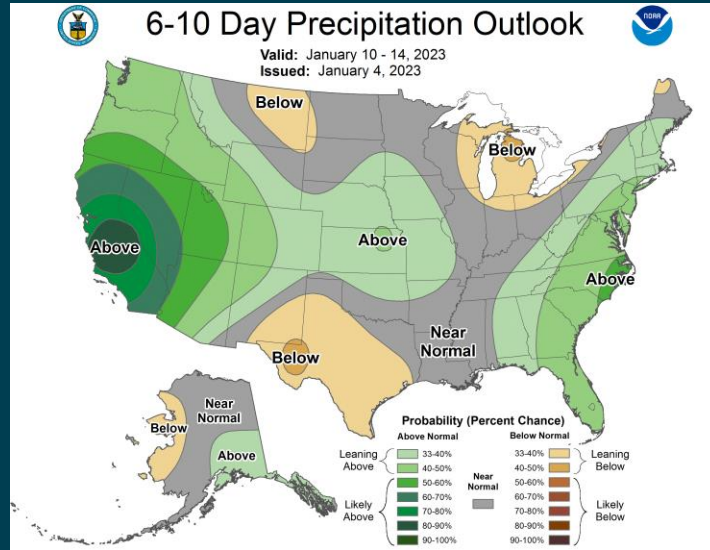 6-10 Day Precipitation Outlook
Valid: January 10 - 14, 2023
Issued: January 4, 2023
NOAA
Below
Below
Above
Above
Above
Near
Normal
Below
Near
Normal
Below
Above
Probability (Percent Chance)
Above Normal
Below Normal
Leaning
Above
33-40%
40-50%
Likely
Above
50-60%
60-70%
70-80%
80-90%
90-100%
Near
Normal
33-40%
40-50%
Leaning
Below
50-60%
60-70%
70-80%
80-90%
90-100%
Likely
Below